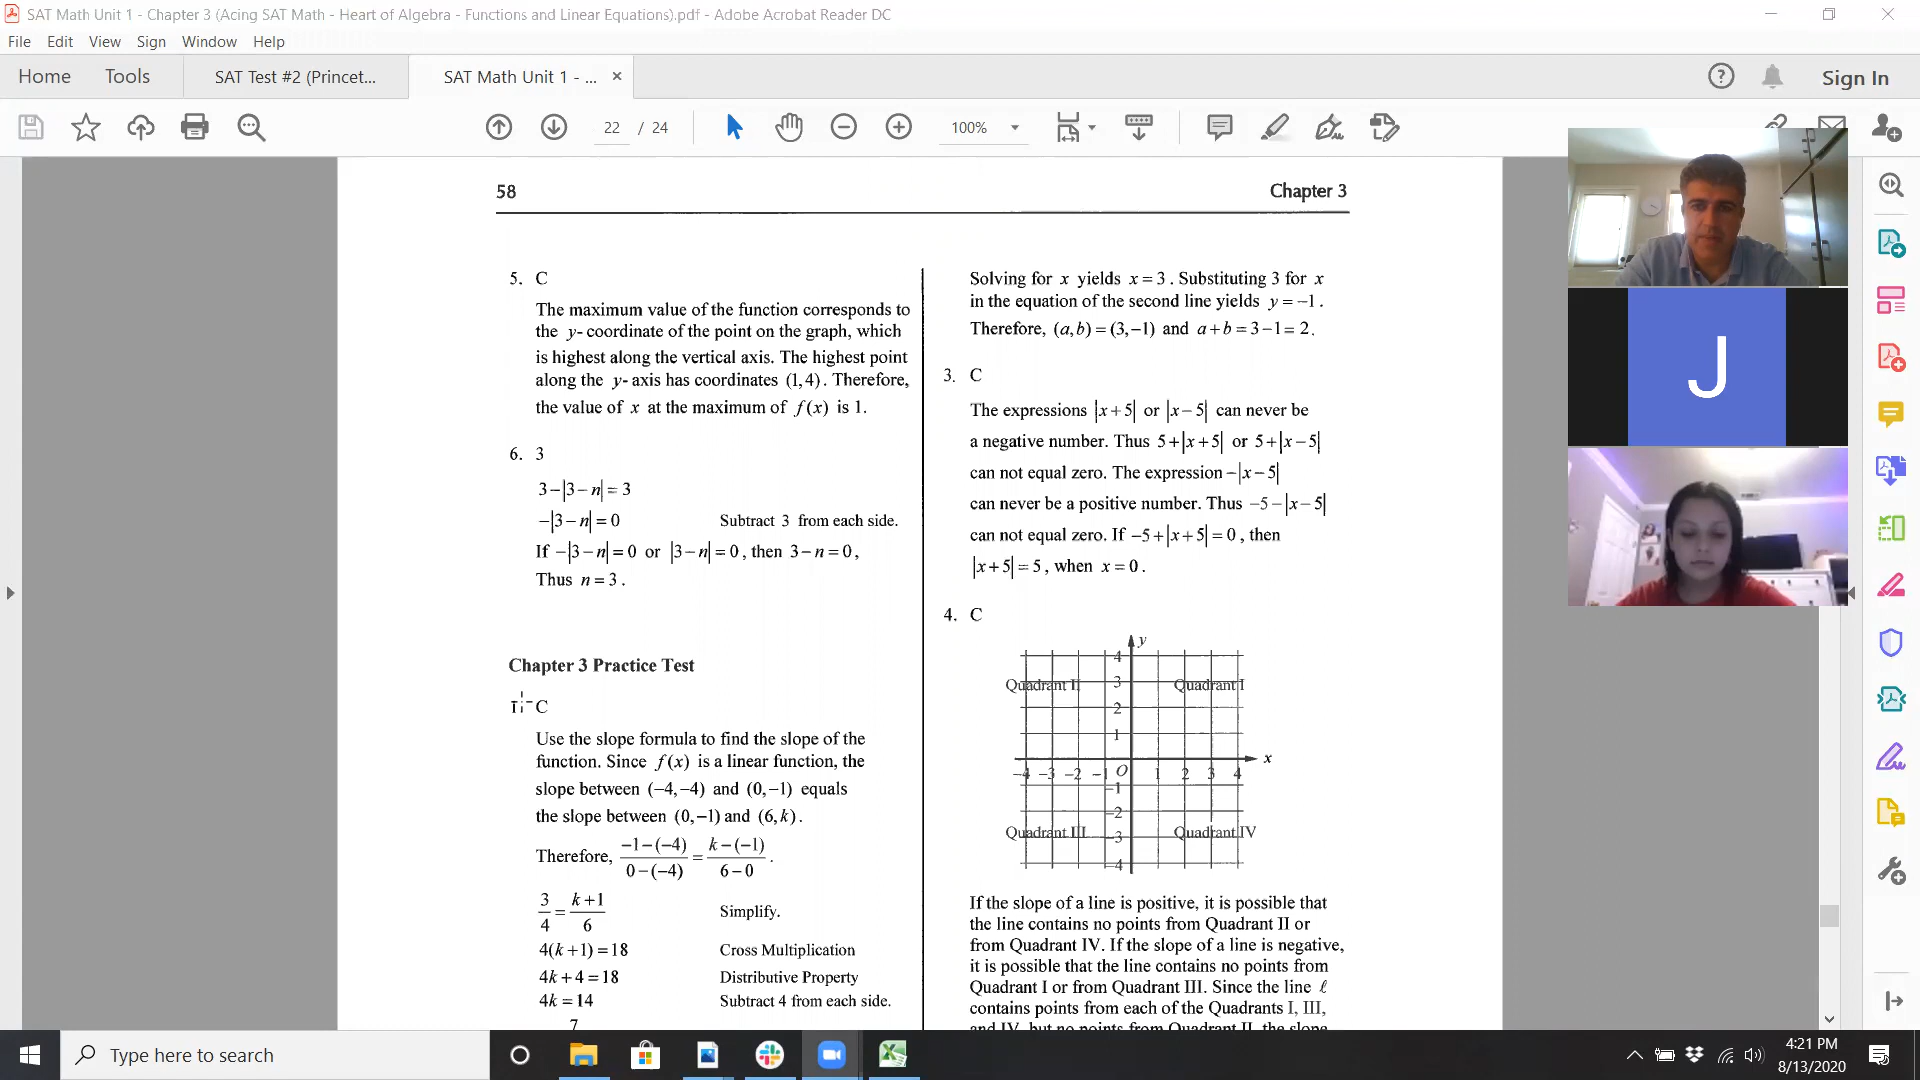 SAT Math Unit 1 - Chapter 3 (Acing SAT Math - Heart of Algebra - Functions and Linear Equations).pdf - Adobe Acrobat Reader DC
File Edit View Sign Window Help
Home Tools SAT Test #2 (Princet... SAT Math Unit 1 - ... × Sign In
22 / 24 100%
58 Chapter 3
5. C
The maximum value of the function corresponds to
the y- coordinate of the point on the graph, which
is highest along the vertical axis. The highest point
along the y- axis has coordinates (1,4). Therefore,
the value of x at the maximum of f(x) is 1.
6. 3
3-|3-n|=3
-|3-n|=0 Subtract 3 from each side.
If -|3-n|=0 or |3-n|=0, then 3-n=0,
Thus n=3.
Chapter 3 Practice Test
1. C
Use the slope formula to find the slope of the
function. Since f(x) is a linear function, the
slope between (-4,-4) and (0,-1) equals
the slope between (0,-1) and (6,k).
Therefore, (-1-(-4))/(0-(-4)) = (k-(-1))/(6-0).
3/4 = (k+1)/6 Simplify.
4(k+1)=18 Cross Multiplication
4k+4=18 Distributive Property
4k=14 Subtract 4 from each side.
7
Solving for x yields x=3. Substituting 3 for x
in the equation of the second line yields y=-1.
Therefore, (a,b)=(3,-1) and a+b=3-1=2.
3. C
The expressions |x+5| or |x-5| can never be
a negative number. Thus 5+|x+5| or 5+|x-5|
can not equal zero. The expression -|x-5|
can never be a positive number. Thus -5-|x-5|
can not equal zero. If -5+|x+5|=0, then
|x+5|=5, when x=0.
4. C
y
4
Quadrant II 3 Quadrant I
2
1
-4 -3 -2 -1 O 1 2 3 4 x
-1
-2
Quadrant III -3 Quadrant IV
-4
If the slope of a line is positive, it is possible that
the line contains no points from Quadrant II or
from Quadrant IV. If the slope of a line is negative,
it is possible that the line contains no points from
Quadrant I or from Quadrant III. Since the line ℓ
contains points from each of the Quadrants I, III,
and IV, but no points from Quadrant II, the slope
J
Type here to search
4:21 PM
8/13/2020